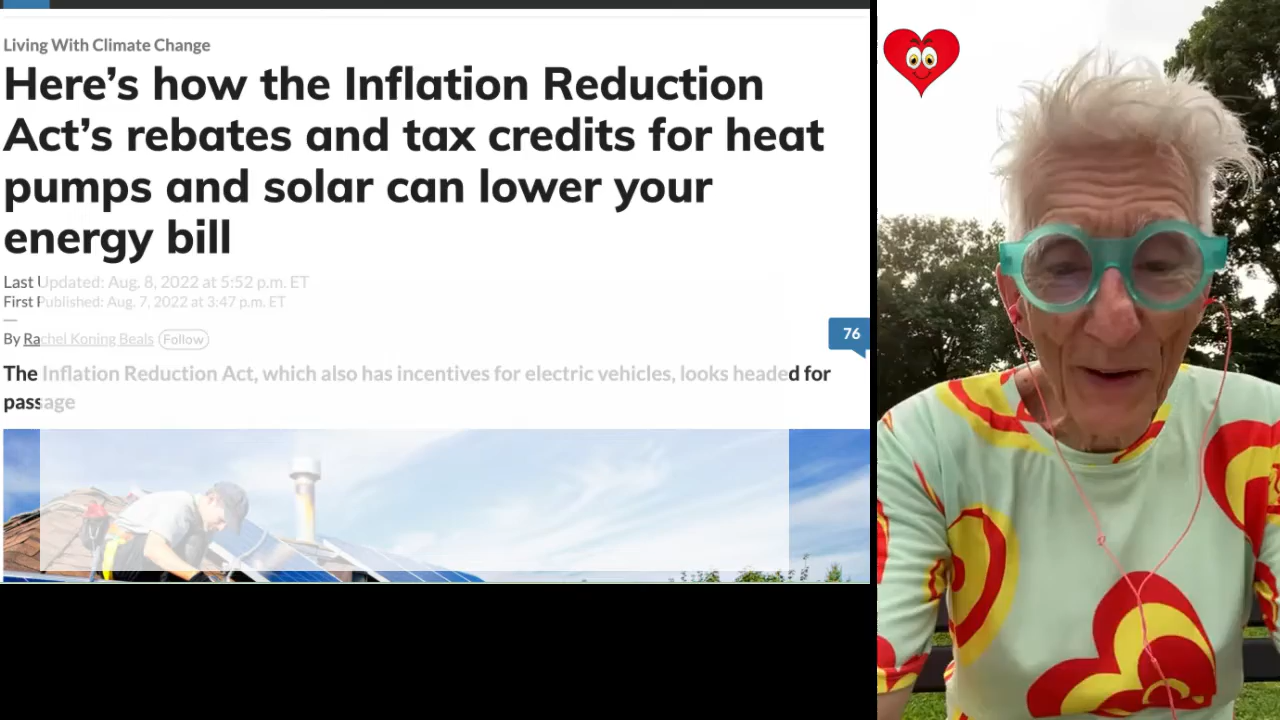 Living With Climate Change
Here's how the Inflation Reduction
Act's rebates and tax credits for heat
pumps and solar can lower your
energy bill
Last Updated: Aug. 8, 2022 at 5:52 p.m. ET
First Published: Aug. 7, 2022 at 3:47 p.m. ET
By Rachel Koning Beals Follow
76
The Inflation Reduction Act, which also has incentives for electric vehicles, looks headed for
passage